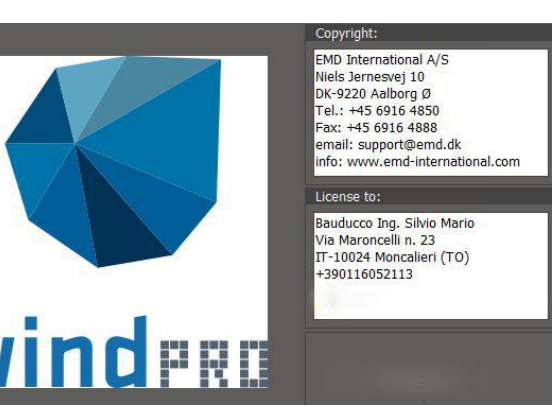 windPRO
Copyright:
EMD International A/S
Niels Jernesvej 10
DK-9220 Aalborg Ø
Tel.: +45 6916 4850
Fax: +45 6916 4888
email: support@emd.dk
info: www.emd-international.com
License to:
Bauducco Ing. Silvio Mario
Via Maroncelli n. 23
IT-10024 Moncalieri (TO)
+390116052113